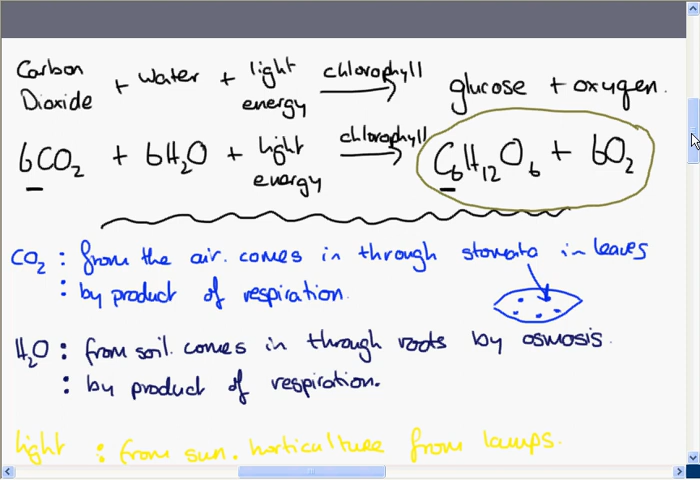 Carbon Dioxide + water + light energy chlorophyll → glucose + oxygen.
6CO₂ + 6H₂O + light energy chlorophyll → C₆H₁₂O₆ + 6O₂
CO₂ : from the air. comes in through stomata in leaves
: by product of respiration.
H₂O : from soil. comes in through roots by osmosis.
: by product of respiration.
light : from sun. horticulture from lamps.